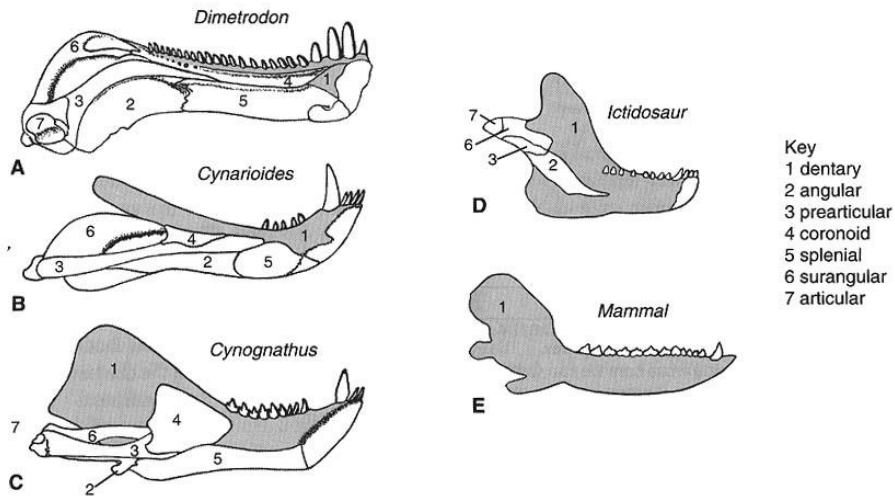 Dimetrodon
6
4
1
3
2
5
7
A
Cynarioides
6
4
1
3
2
5
B
Cynognathus
1
4
7
6
3
5
2
C
Ictidosaur
7
1
6
3
2
D
Mammal
1
E
Key
1 dentary
2 angular
3 prearticular
4 coronoid
5 splenial
6 surangular
7 articular